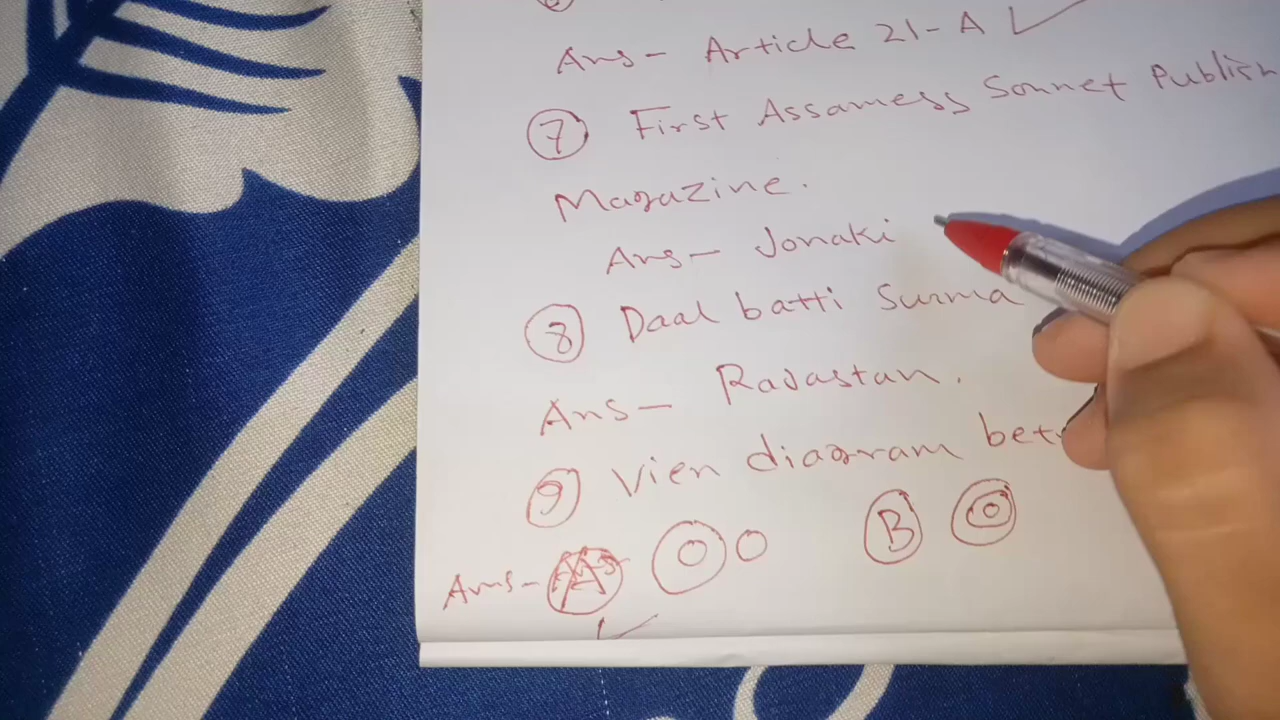 Ans- Article 21-A
7 First Assamess Sonnet Publish
Magazine.
Ans- Jonaki
8 Daal batti Surma
Ans- Rajastan.
9 Vien diagram bet
Ans- A B